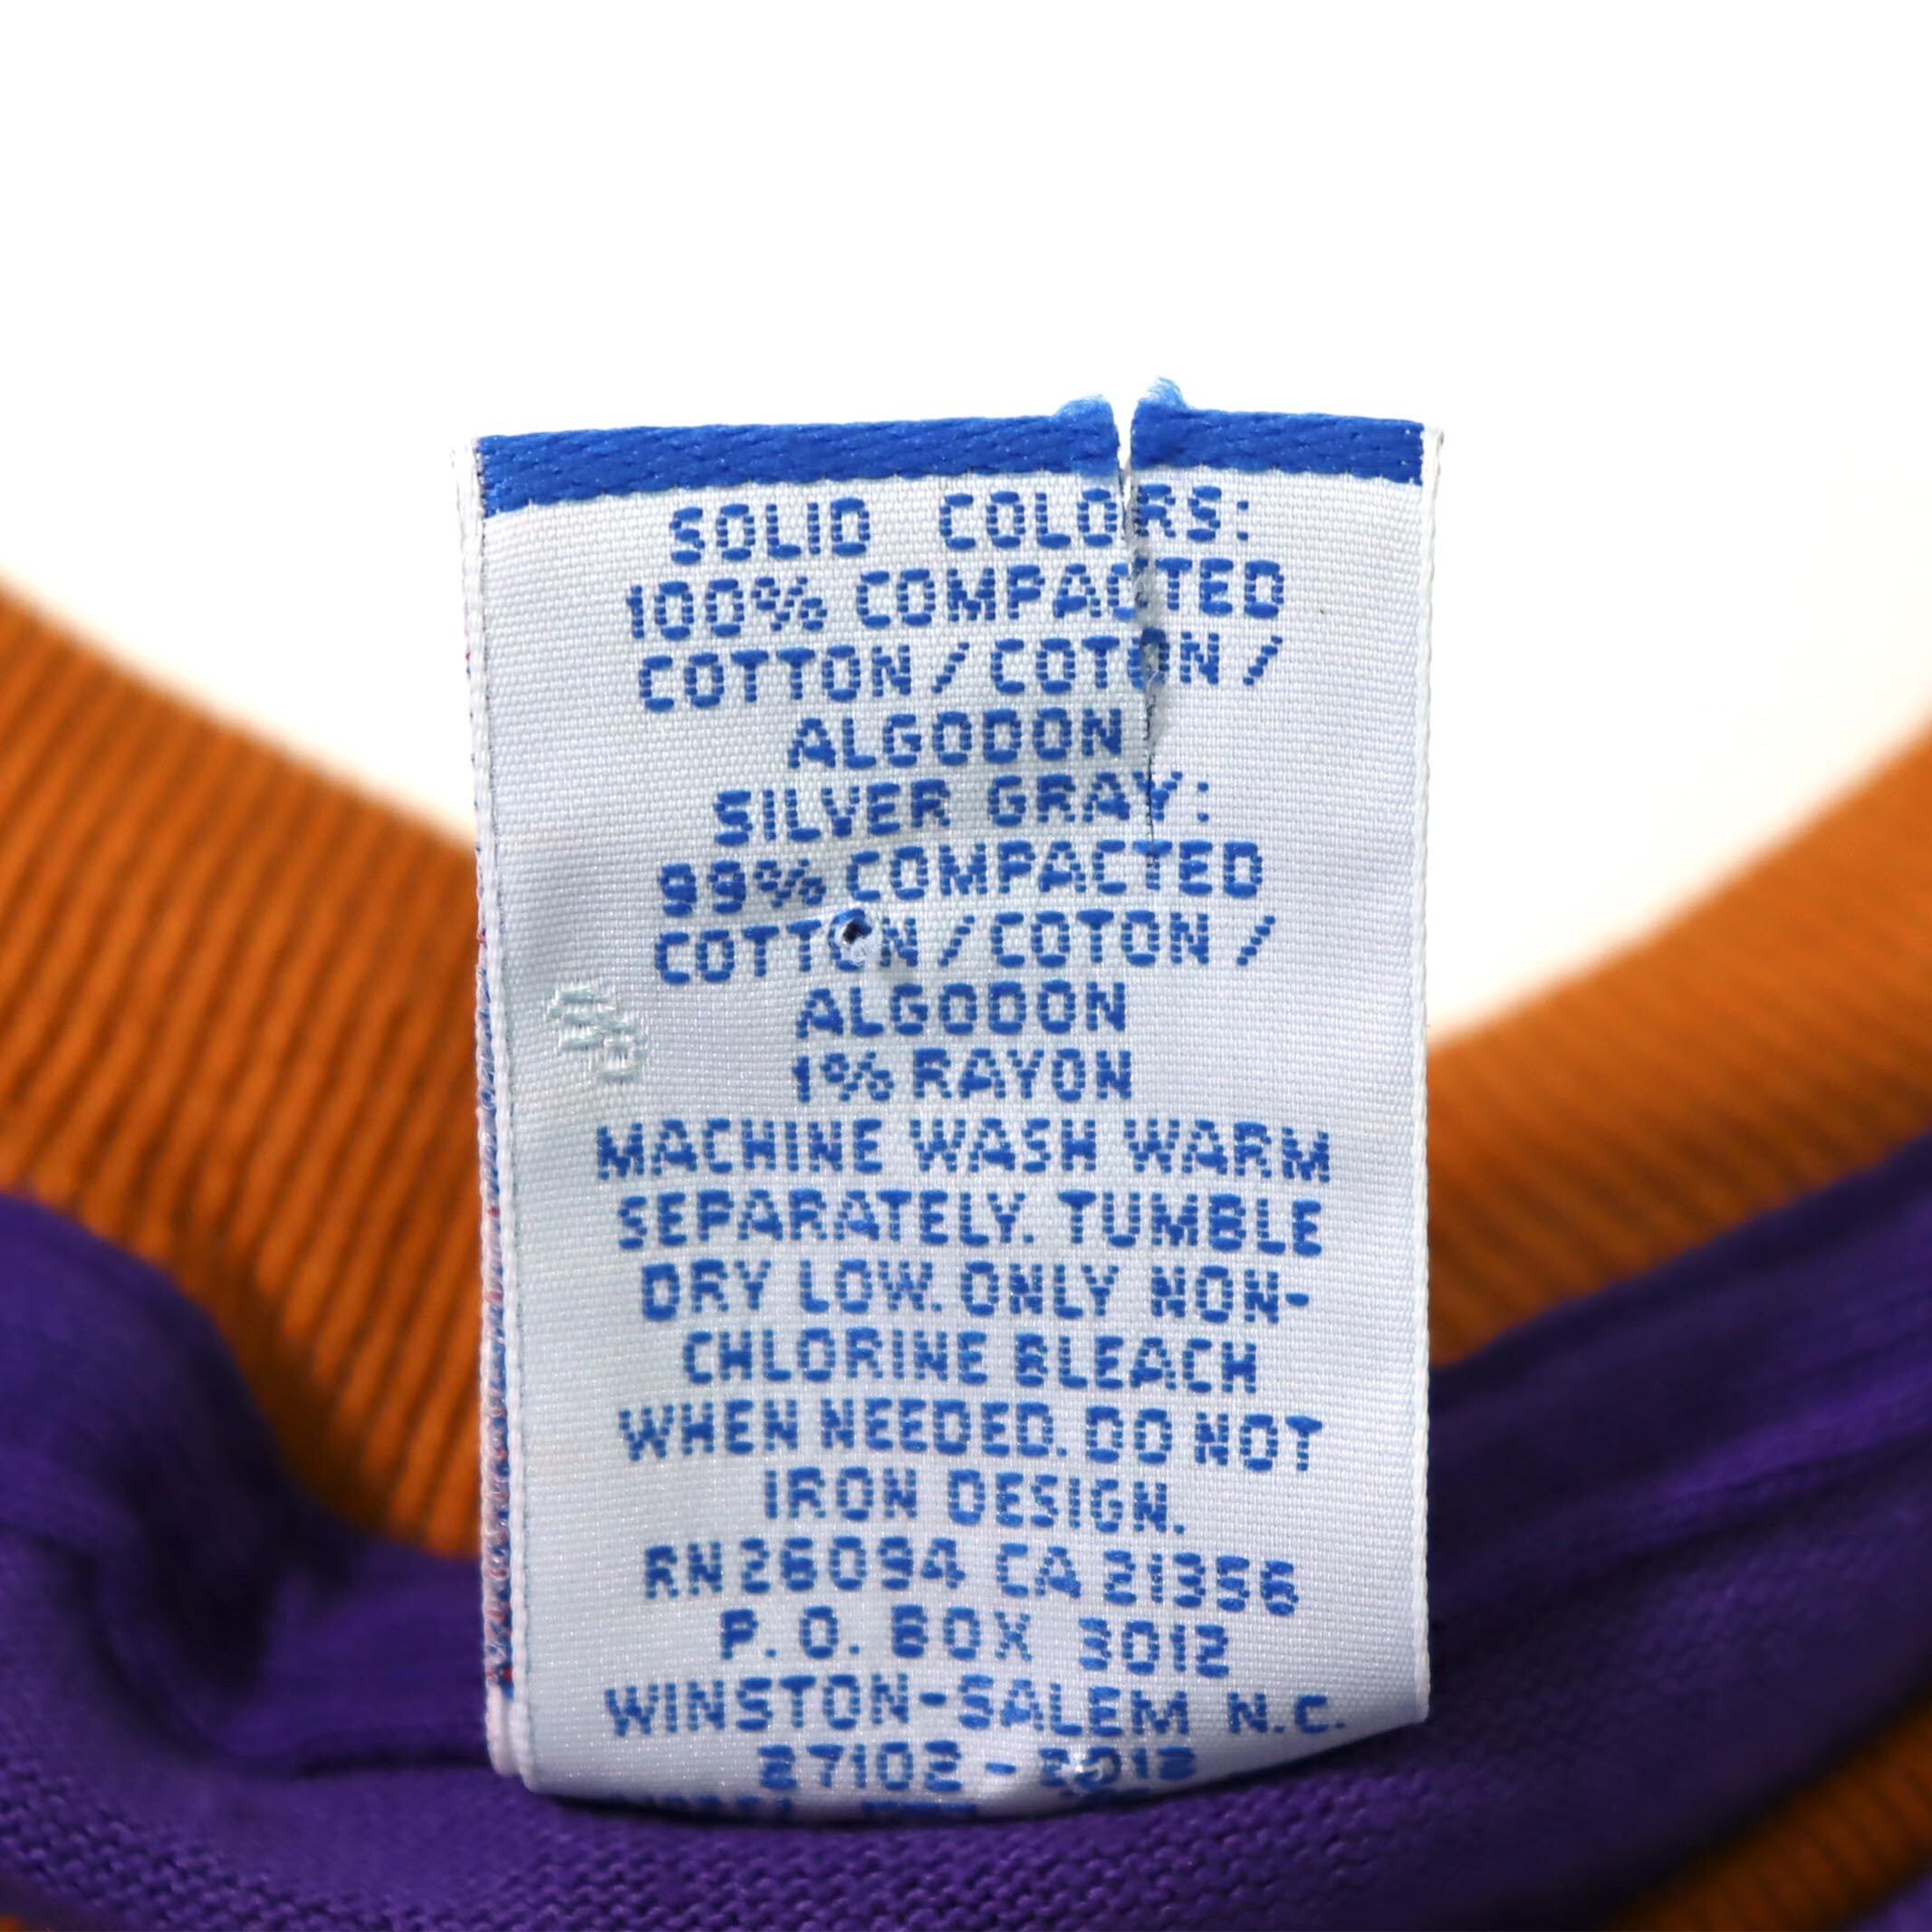 SOLID COLORS:
100% COMPACTED
COTTON / COTON /
ALGODON
SILVER GRAY:
99% COMPACTED
COTTON / COTON /
ALGODON
1% RAYON
MACHINE WASH WARM
SEPARATELY. TUMBLE
DRY LOW. ONLY NON-
CHLORINE BLEACH
WHEN NEEDED. DO NOT
IRON DESIGN.
RN26094 CA 21356
P. O. BOX 3012
WINSTON-SALEM N.C.
27102 -